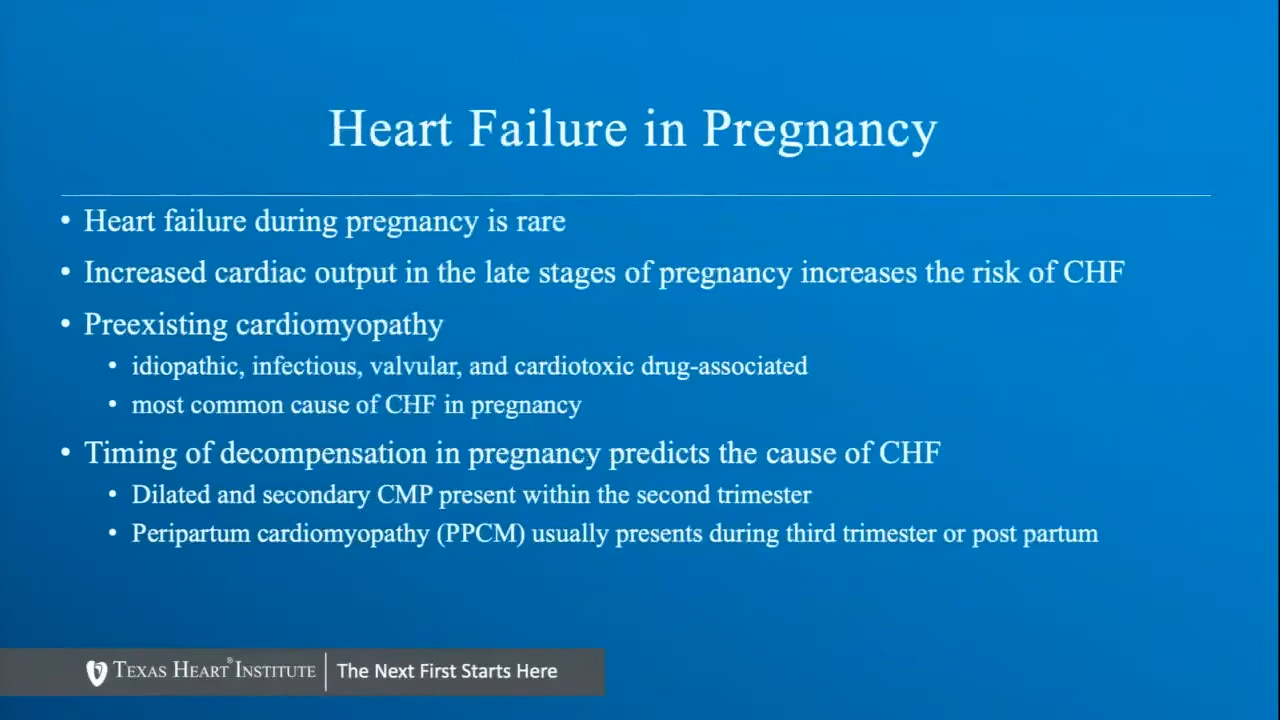 Heart Failure in Pregnancy
• Heart failure during pregnancy is rare
• Increased cardiac output in the late stages of pregnancy increases the risk of CHF
• Preexisting cardiomyopathy
• idiopathic, infectious, valvular, and cardiotoxic drug-associated
• most common cause of CHF in pregnancy
• Timing of decompensation in pregnancy predicts the cause of CHF
• Dilated and secondary CMP present within the second trimester
• Peripartum cardiomyopathy (PPCM) usually presents during third trimester or post partum
TEXAS HEART® INSTITUTE | The Next First Starts Here